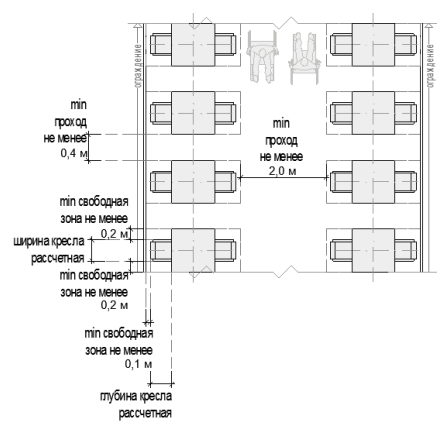 ограждение
ограждение
min
проход
не менее
0,4 м
min
проход
не менее
2,0 м
min свободная
зона не менее
0,2 м
ширина кресла
рассчетная
min свободная
зона не менее
0,2 м
min свободная
зона не менее
0,1 м
глубина кресла
рассчетная